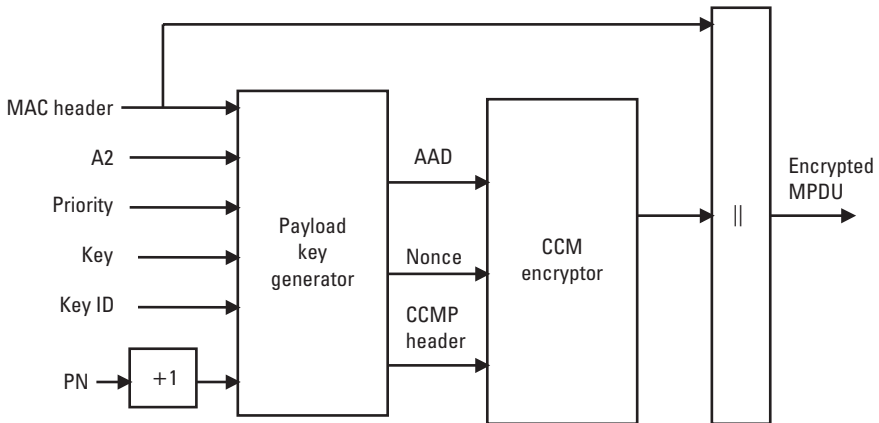 MAC header
A2
Priority
Key
Key ID
PN
+1
Payload
key
generator
AAD
Nonce
CCMP
header
CCM
encryptor
||
Encrypted
MPDU